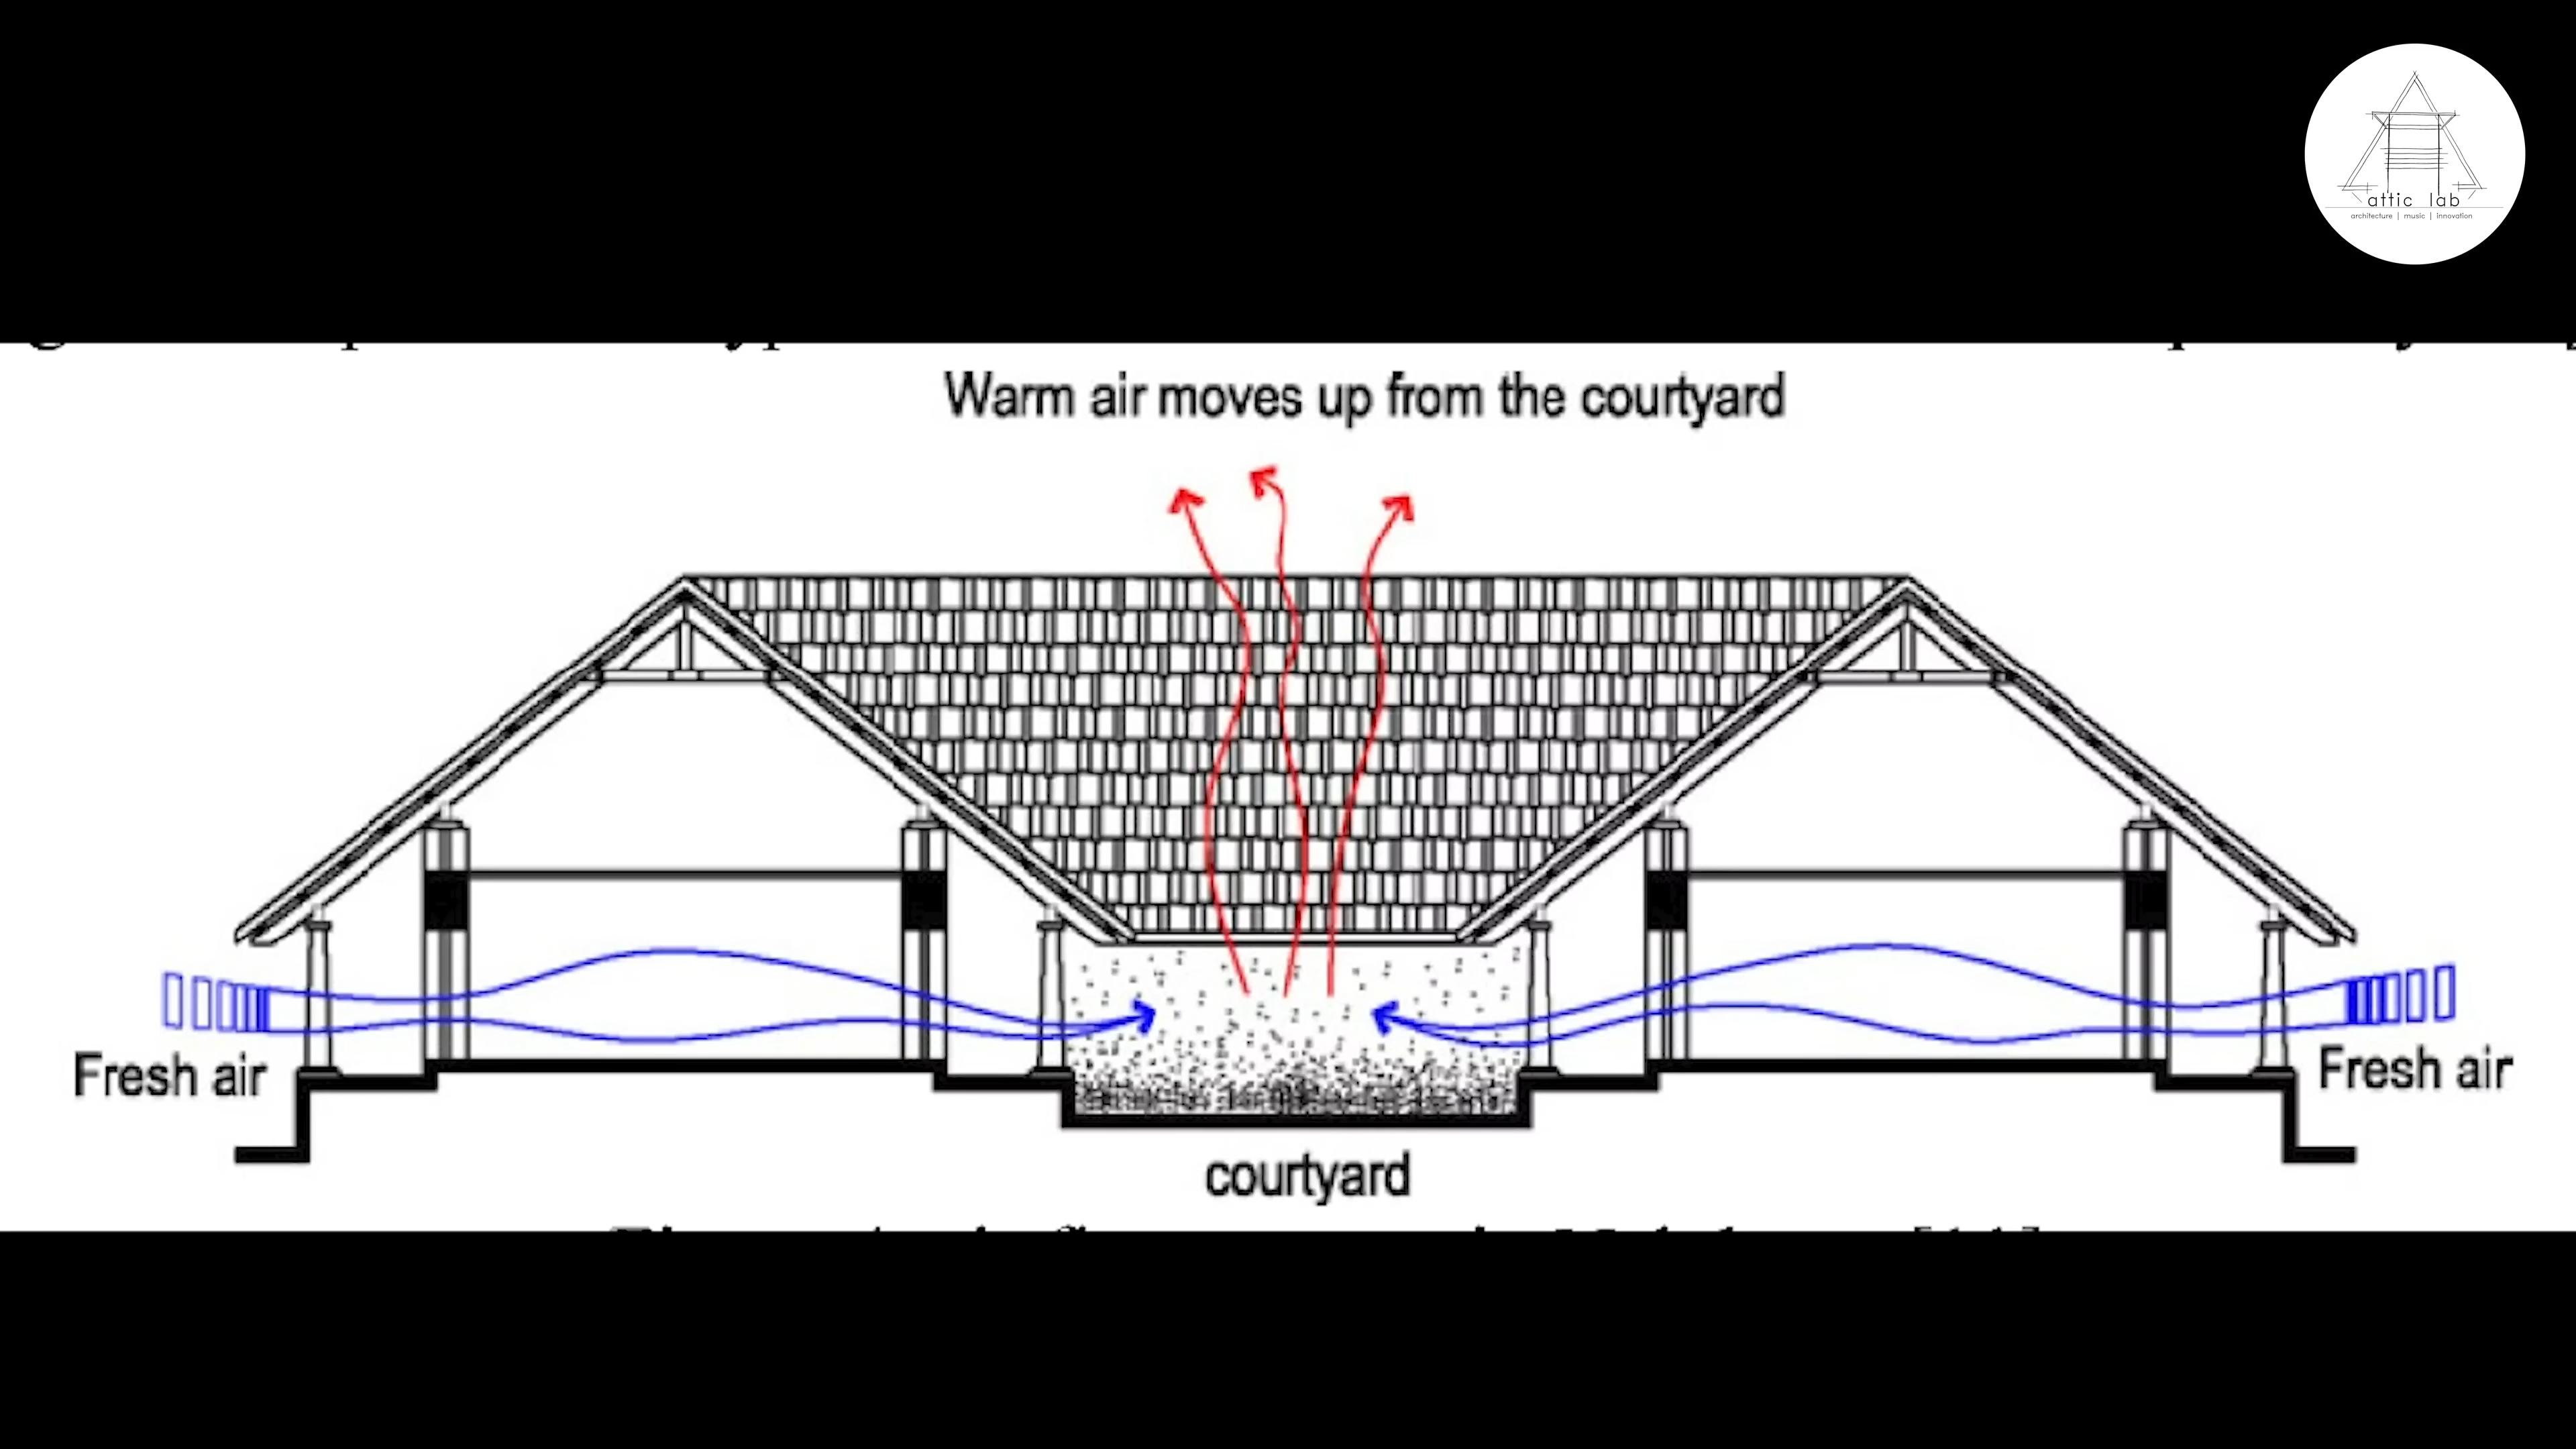 attic lab
architecture | music | innovation
Warm air moves up from the courtyard
Fresh air
Fresh air
courtyard